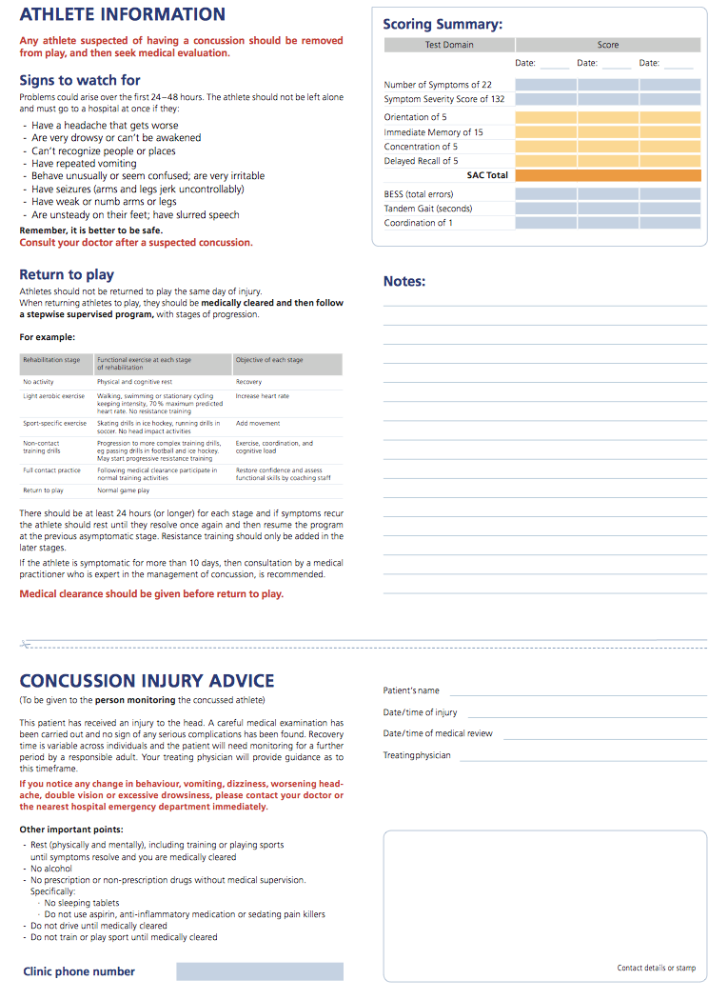 ATHLETE INFORMATION
Any athlete suspected of having a concussion should be removed
from play, and then seek medical evaluation.
Signs to watch for
Problems could arise over the first 24–48 hours. The athlete should not be left alone
and must go to a hospital at once if they:
- Have a headache that gets worse
- Are very drowsy or can't be awakened
- Can't recognize people or places
- Have repeated vomiting
- Behave unusually or seem confused; are very irritable
- Have seizures (arms and legs jerk uncontrollably)
- Have weak or numb arms or legs
- Are unsteady on their feet; have slurred speech
Remember, it is better to be safe.
Consult your doctor after a suspected concussion.
Return to play
Athletes should not be returned to play the same day of injury.
When returning athletes to play, they should be medically cleared and then follow
a stepwise supervised program, with stages of progression.
For example:
Rehabilitation stage Functional exercise at each stage Objective of each stage
of rehabilitation
No activity Physical and cognitive rest Recovery
Light aerobic exercise Walking, swimming or stationary cycling Increase heart rate
keeping intensity, 70 % maximum predicted
heart rate. No resistance training
Sport-specific exercise Skating drills in ice hockey, running drills in Add movement
soccer. No head impact activities
Non-contact Progression to more complex training drills, Exercise, coordination, and
training drills eg passing drills in football and ice hockey. cognitive load
May start progressive resistance training
Full contact practice Following medical clearance participate in Restore confidence and assess
normal training activities functional skills by coaching staff
Return to play Normal game play
There should be at least 24 hours (or longer) for each stage and if symptoms recur
the athlete should rest until they resolve once again and then resume the program
at the previous asymptomatic stage. Resistance training should only be added in the
later stages.
If the athlete is symptomatic for more than 10 days, then consultation by a medical
practitioner who is expert in the management of concussion, is recommended.
Medical clearance should be given before return to play.
Scoring Summary:
Test Domain Score
Date: Date: Date:
Number of Symptoms of 22
Symptom Severity Score of 132
Orientation of 5
Immediate Memory of 15
Concentration of 5
Delayed Recall of 5
SAC Total
BESS (total errors)
Tandem Gait (seconds)
Coordination of 1
Notes:
CONCUSSION INJURY ADVICE
(To be given to the person monitoring the concussed athlete)
This patient has received an injury to the head. A careful medical examination has
been carried out and no sign of any serious complications has been found. Recovery
time is variable across individuals and the patient will need monitoring for a further
period by a responsible adult. Your treating physician will provide guidance as to
this timeframe.
If you notice any change in behaviour, vomiting, dizziness, worsening head-
ache, double vision or excessive drowsiness, please contact your doctor or
the nearest hospital emergency department immediately.
Other important points:
- Rest (physically and mentally), including training or playing sports
until symptoms resolve and you are medically cleared
- No alcohol
- No prescription or non-prescription drugs without medical supervision.
Specifically:
· No sleeping tablets
· Do not use aspirin, anti-inflammatory medication or sedating pain killers
- Do not drive until medically cleared
- Do not train or play sport until medically cleared
Clinic phone number
Patient's name
Date/time of injury
Date/time of medical review
Treating physician
Contact details or stamp